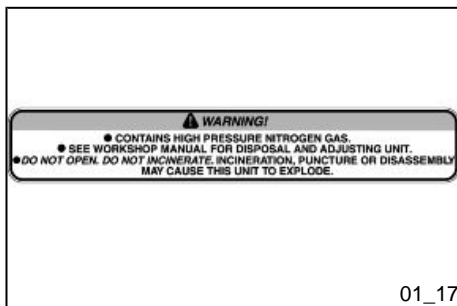 WARNING!
● CONTAINS HIGH PRESSURE NITROGEN GAS.
● SEE WORKSHOP MANUAL FOR DISPOSAL AND ADJUSTING UNIT.
● DO NOT OPEN. DO NOT INCINERATE. INCINERATION, PUNCTURE OR DISASSEMBLY
MAY CAUSE THIS UNIT TO EXPLODE.
01_17